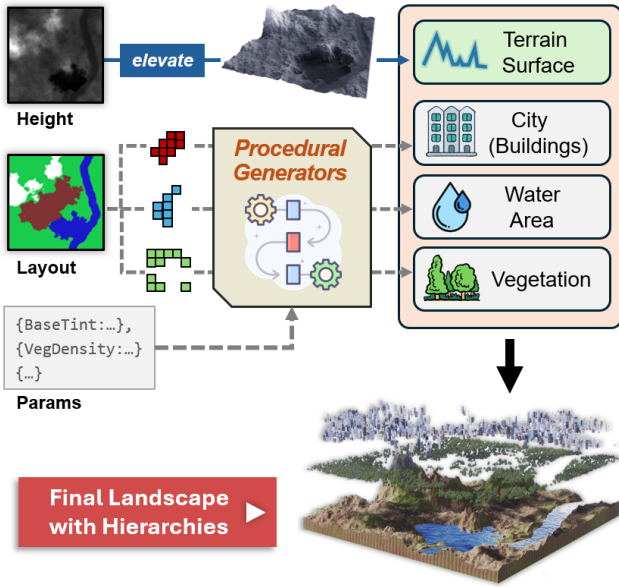 elevate
Height
Terrain
Surface
City
(Buildings)
Procedural
Generators
Water
Area
Layout
Vegetation
{BaseTint:…},
{VegDensity:…}
{…}
Params
Final Landscape
with Hierarchies